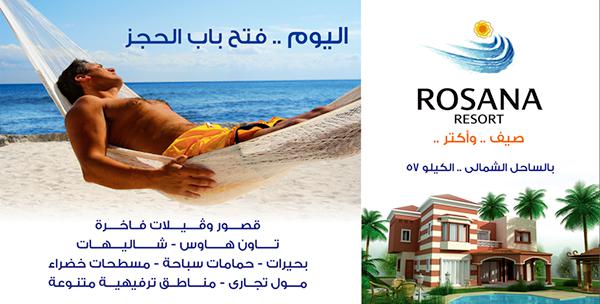 اليوم .. فتح باب الحجز
ROSANA
RESORT
صيف .. وأكتر ..
بالساحل الشمالى .. الكيلو ٥٧
قصور وڤيلات فاخرة
تاون هاوس - شاليهات
بحيرات - حمامات سباحة - مسطحات خضراء
مول تجارى - مناطق ترفيهية متنوعة